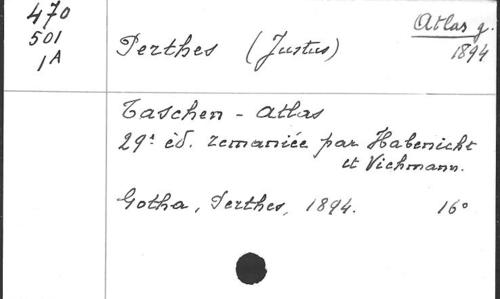 470
501
1A
Perthes (Justus)
Atlas g.
1894
Taschen - atlas
29e éd. remaniée par Habenicht
et Vichmann.
Gotha, Perthes, 1894. 16°